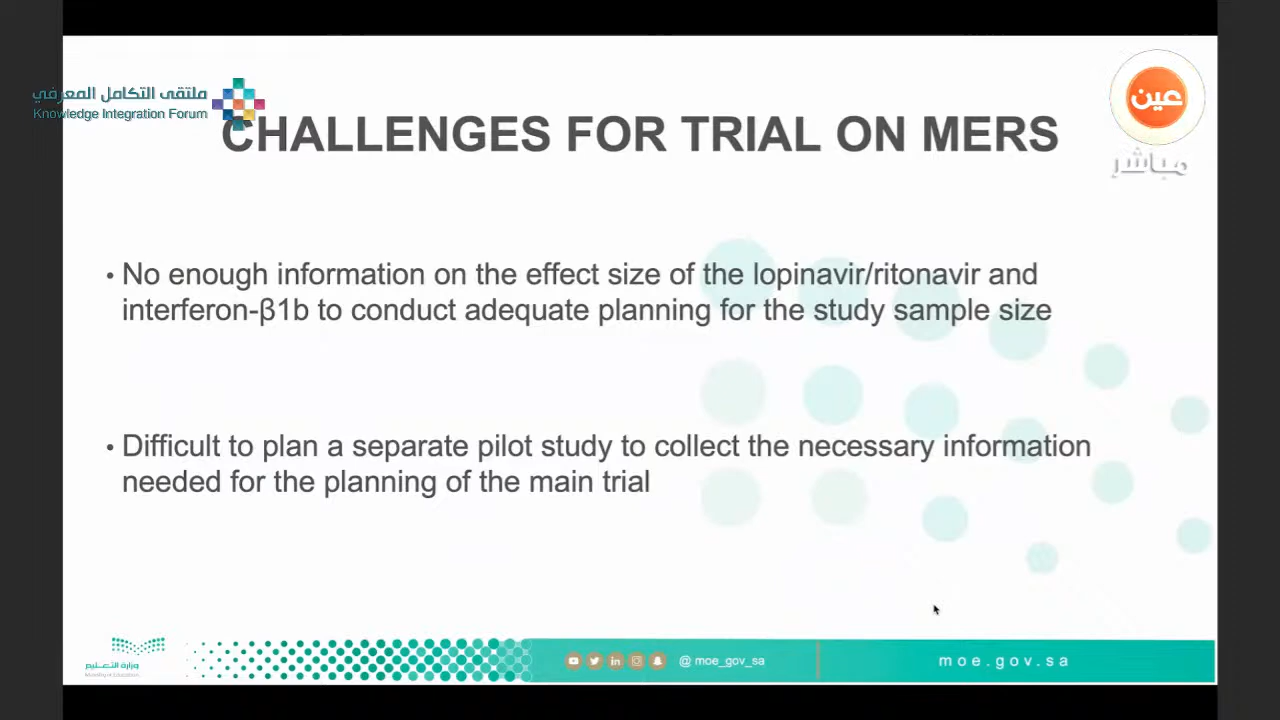 ملتقى التكامل المعرفي
Knowledge Integration Forum
عين
مباشر
CHALLENGES FOR TRIAL ON MERS
• No enough information on the effect size of the lopinavir/ritonavir and
interferon-β1b to conduct adequate planning for the study sample size
• Difficult to plan a separate pilot study to collect the necessary information
needed for the planning of the main trial
وزارة التعليم
Ministry of Education
@ moe_gov_sa
moe.gov.sa